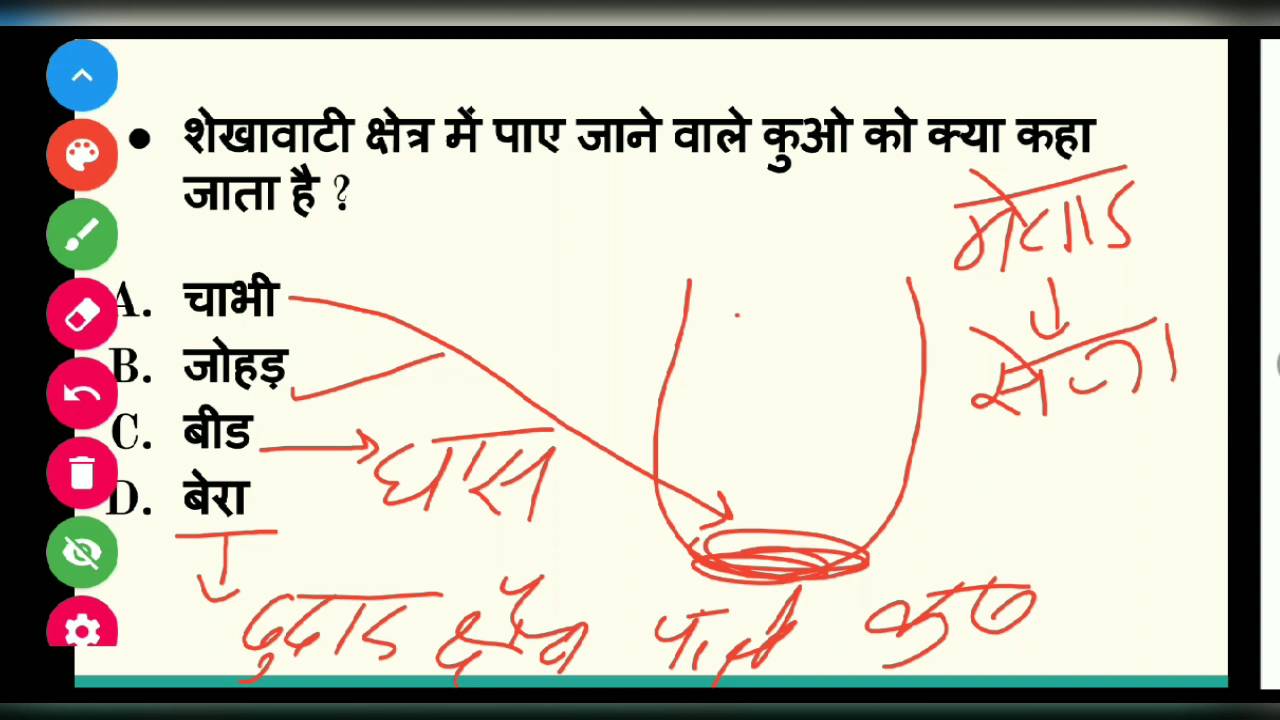 ● शेखावाटी क्षेत्र में पाए जाने वाले कुओ को क्या कहा
जाता है ?
मेवाड
A. चाभी
B. जोहड़
C. बीड
घास
D. बेरा